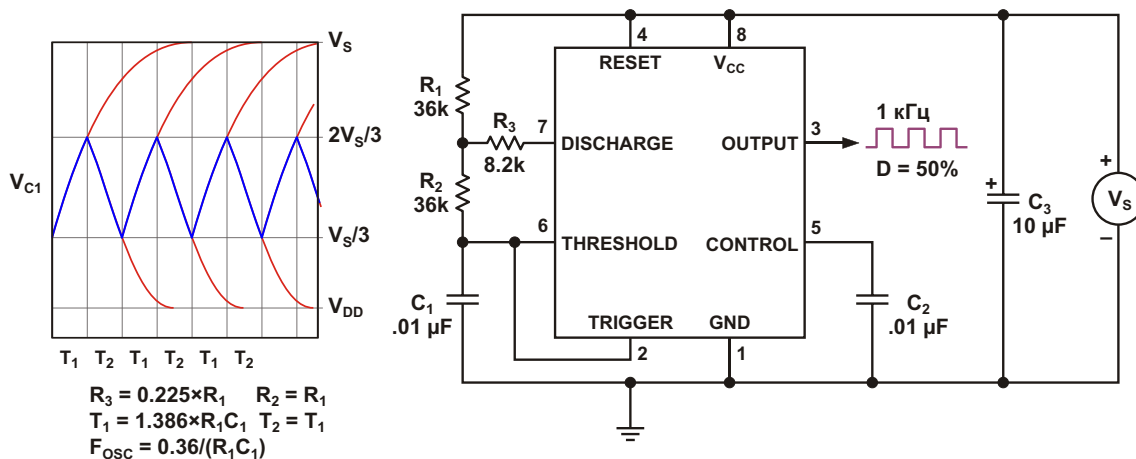 V_S
2V_S/3
V_C1
V_S/3
V_DD
T_1 T_2 T_1 T_2 T_1 T_2
R_3 = 0.225×R_1 R_2 = R_1
T_1 = 1.386×R_1C_1 T_2 = T_1
F_OSC = 0.36/(R_1C_1)
R_1
36k
R_3
8.2k
R_2
36k
C_1
.01 µF
4
RESET
8
V_CC
7
DISCHARGE
OUTPUT
3
6
THRESHOLD
CONTROL
5
TRIGGER
2
GND
1
1 кГц
D = 50%
C_2
.01 µF
+
C_3
10 µF
+
V_S
–